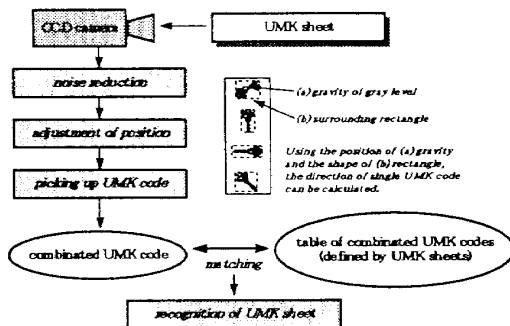 CCD camera
UMK sheet
noise reduction
adjustment of position
picking up UMK code
(a) gravity of gray level
(b) surrounding rectangle
Using the position of (a) gravity
and the shape of (b) rectangle,
the direction of single UMK code
can be calculated.
combinated UMK code
matching
table of combinated UMK codes
(defined by UMK sheets)
recognition of UMK sheet